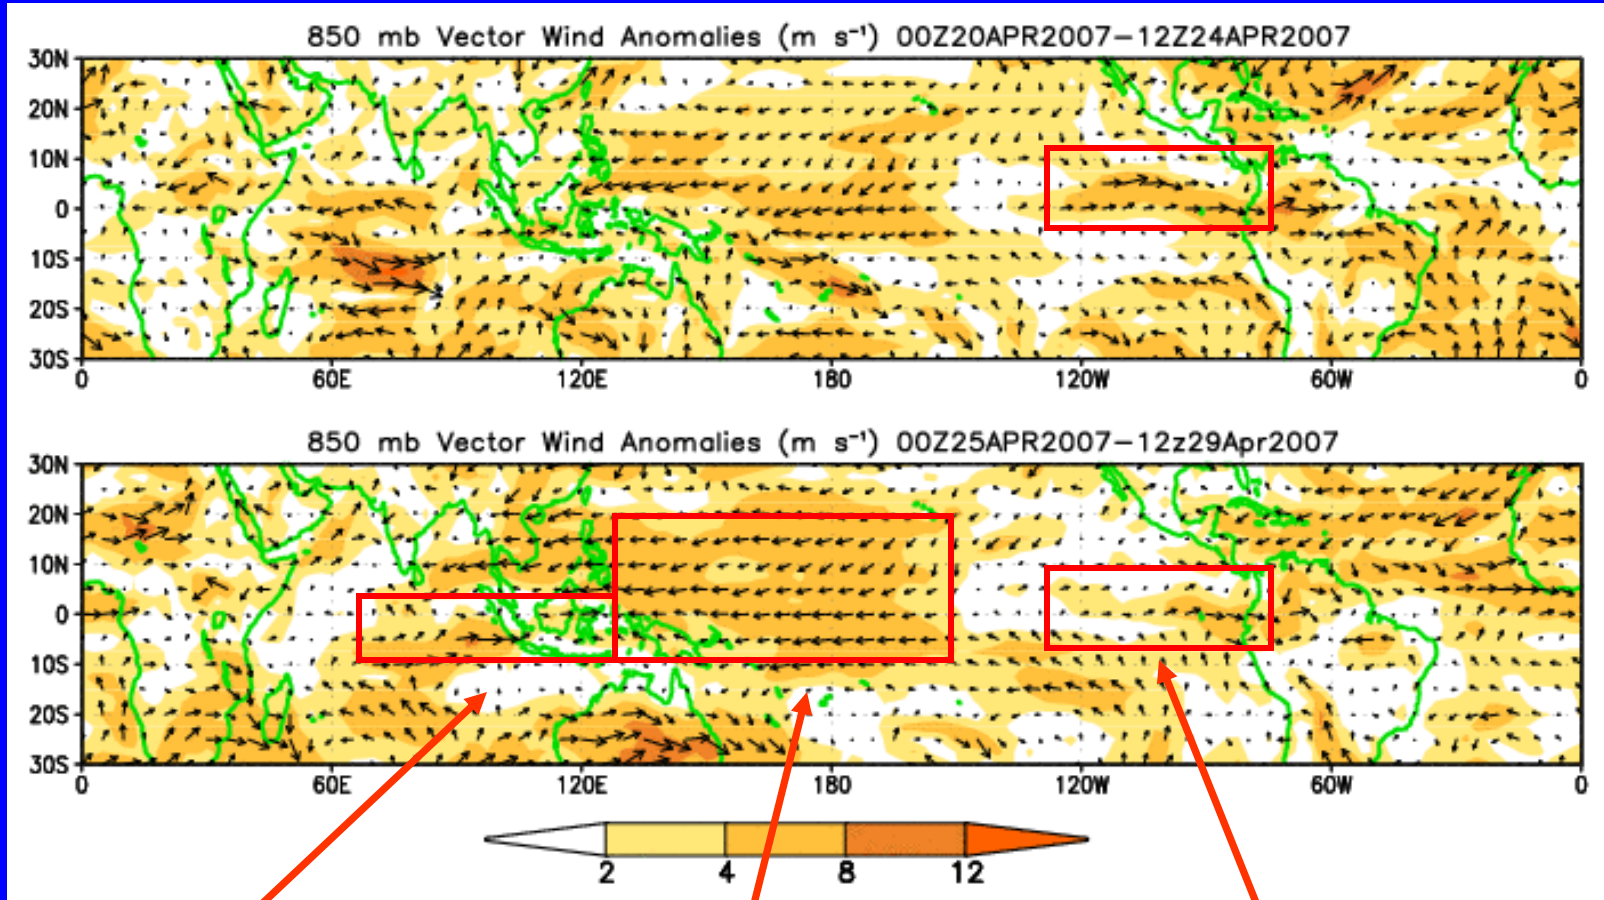 850 mb Vector Wind Anomalies (m s⁻¹) 00Z20APR2007–12Z24APR2007
30N
20N
10N
0
10S
20S
30S
0 60E 120E 180 120W 60W 0
850 mb Vector Wind Anomalies (m s⁻¹) 00Z25APR2007–12z29Apr2007
30N
20N
10N
0
10S
20S
30S
0 60E 120E 180 120W 60W 0
2 4 8 12